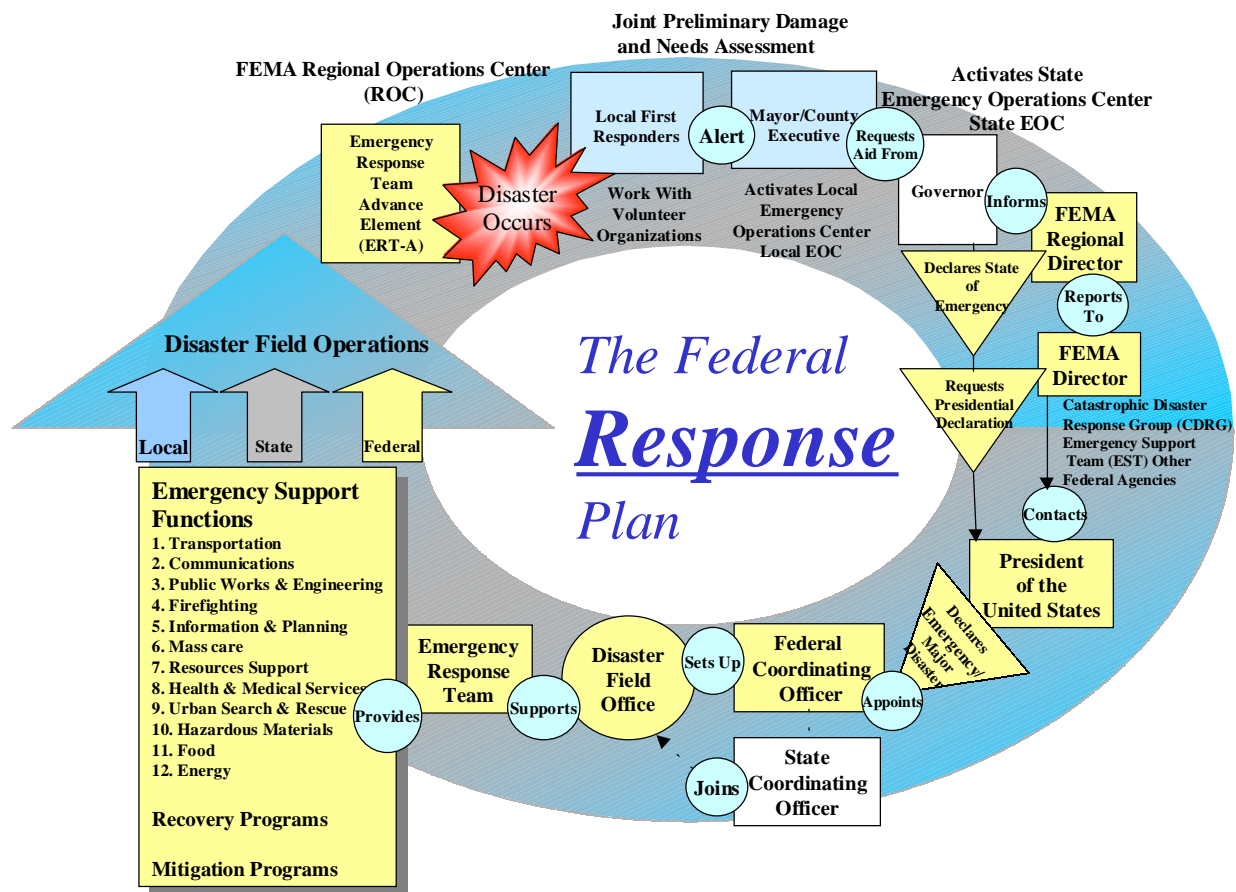 Joint Preliminary Damage
and Needs Assessment
FEMA Regional Operations Center
(ROC)
Activates State
Emergency Operations Center
State EOC
Emergency
Response
Team
Advance
Element
(ERT-A)
Disaster
Occurs
Local First
Responders
Alert
Mayor/County
Executive
Requests
Aid From
Governor
Informs
FEMA
Regional
Director
Work With
Volunteer
Organizations
Activates Local
Emergency
Operations Center
Local EOC
Declares State
of
Emergency
Reports
To
FEMA
Director
Requests
Presidential
Declaration
Catastrophic Disaster
Response Group (CDRG)
Emergency Support
Team (EST) Other
Federal Agencies
Contacts
President
of the
United States
Declares
Emergency/
Major
Disaster
Appoints
Federal
Coordinating
Officer
State
Coordinating
Officer
Joins
Sets Up
Disaster
Field
Office
Supports
Emergency
Response
Team
Provides
The Federal
Response
Plan
Disaster Field Operations
Local
State
Federal
Emergency Support
Functions
1. Transportation
2. Communications
3. Public Works & Engineering
4. Firefighting
5. Information & Planning
6. Mass care
7. Resources Support
8. Health & Medical Services
9. Urban Search & Rescue
10. Hazardous Materials
11. Food
12. Energy
Recovery Programs
Mitigation Programs